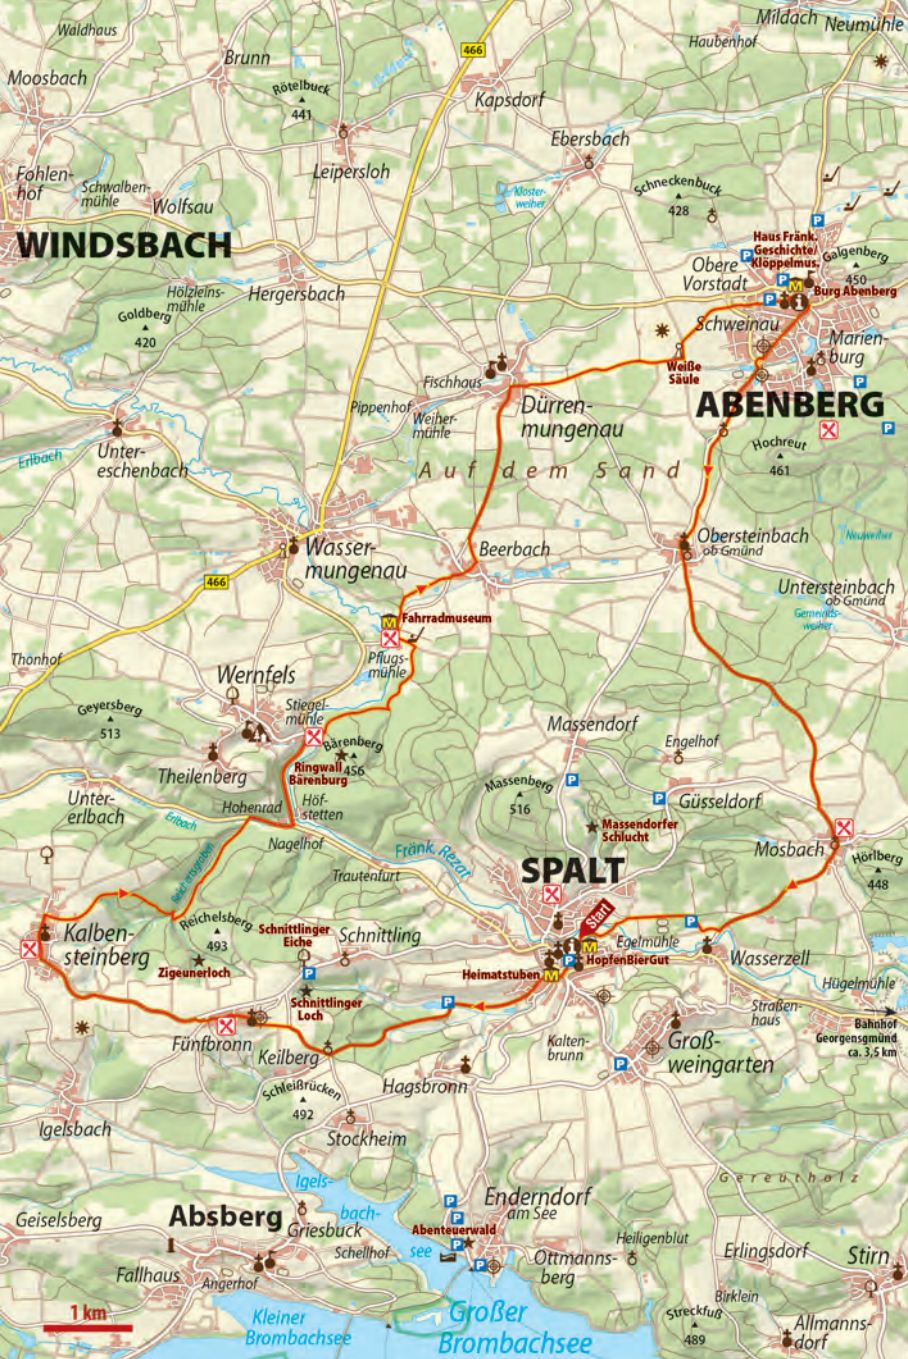 Waldhaus
Mildach
Neumühle
Haubenhof
466
Brunn
Moosbach
Rötelbuck
441
Kapsdorf
Ebersbach
Leipersloh
Fohlen-
hof
Schwalben-
mühle
Wolfsau
Kloster-
weiher
Schneckenbuck
428
P
WINDSBACH
Haus Fränk.
Geschichte/
Klöppelmus.
P
Galgenberg
450
Obere
Vorstadt
P
M
Burg Abenberg
P
i
Hölzleins-
mühle
Hergersbach
Goldberg
420
Schweinau
Marien-
burg
Weiße
Säule
P
Fischhaus
Pippenhof
Weiher-
mühle
Dürren-
mungenau
ABENBERG
P
Hochreut
461
Unter-
eschenbach
Erlbach
Auf dem Sand
Wasser-
mungenau
Beerbach
Obersteinbach
ob Gmünd
Neuweiher
466
Untersteinbach
ob Gmünd
Gemeinde-
weiher
M
Fahrradmuseum
Thonhof
Pflugs-
mühle
Wernfels
Geyersberg
513
Stiegel-
mühle
Massendorf
Engelhof
Bärenberg
456
Ringwall
Bärenburg
Theilenberg
Massenberg
516
P
P
Güsseldorf
Unter-
erlbach
Hohenrad
Höf-
stetten
Erlbach
Massendorfer
Schlucht
Nagelhof
Fränk. Rezat
Mosbach
Hörlberg
448
Trautenfurt
SPALT
Reichelsberg
493
Start
P
Kalben-
steinberg
Schnittlinger
Eiche
Schnittling
Egelmühle
i
M
P
HopfenBierGut
Wasserzell
Zigeunerloch
P
Heimatstuben
M
Hügelmühle
Schnittlinger
Loch
P
Straßen-
haus
Bahnhof
Georgensgmünd
ca. 3,5 km
Fünfbronn
Keilberg
Kalten-
brunn
Groß-
weingarten
P
Hagsbronn
Schleißrücken
492
Igelsbach
Stockheim
Gereutholz
Igels-
bach-
see
P
Enderndorf
am See
P
Geiselsberg
Absberg
Griesbuck
Abenteuerwald
P
P
Heiligenblut
Erlingsdorf
Stirn
Schellhof
Ottmanns-
berg
Fallhaus
Angerhof
Birklein
1 km
Kleiner
Brombachsee
Großer
Brombachsee
Streckfuß
489
Allmanns-
dorf